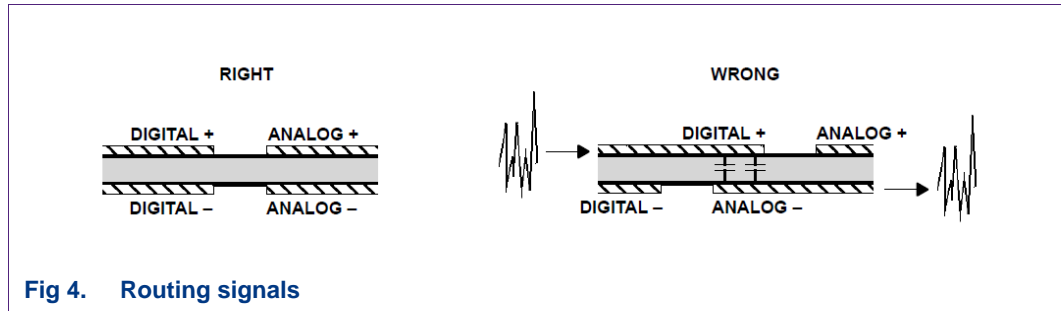 RIGHT
WRONG
DIGITAL +
ANALOG +
DIGITAL +
ANALOG +
DIGITAL –
ANALOG –
DIGITAL –
ANALOG –
Fig 4. Routing signals